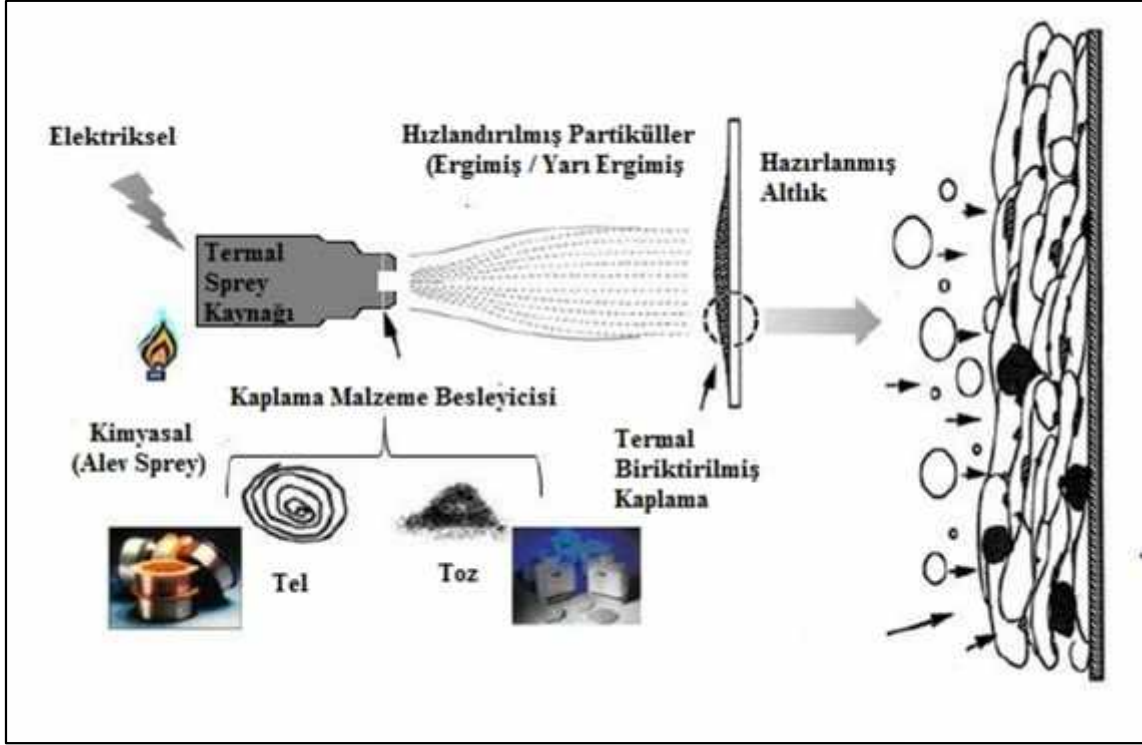 Elektriksel
Hızlandırılmış Partiküller
(Ergimiş / Yarı Ergimiş
Hazırlanmış
Altlık
Termal
Sprey
Kaynağı
Kaplama Malzeme Besleyicisi
Kimyasal
(Alev Sprey)
Termal
Biriktirilmiş
Kaplama
Tel
Toz